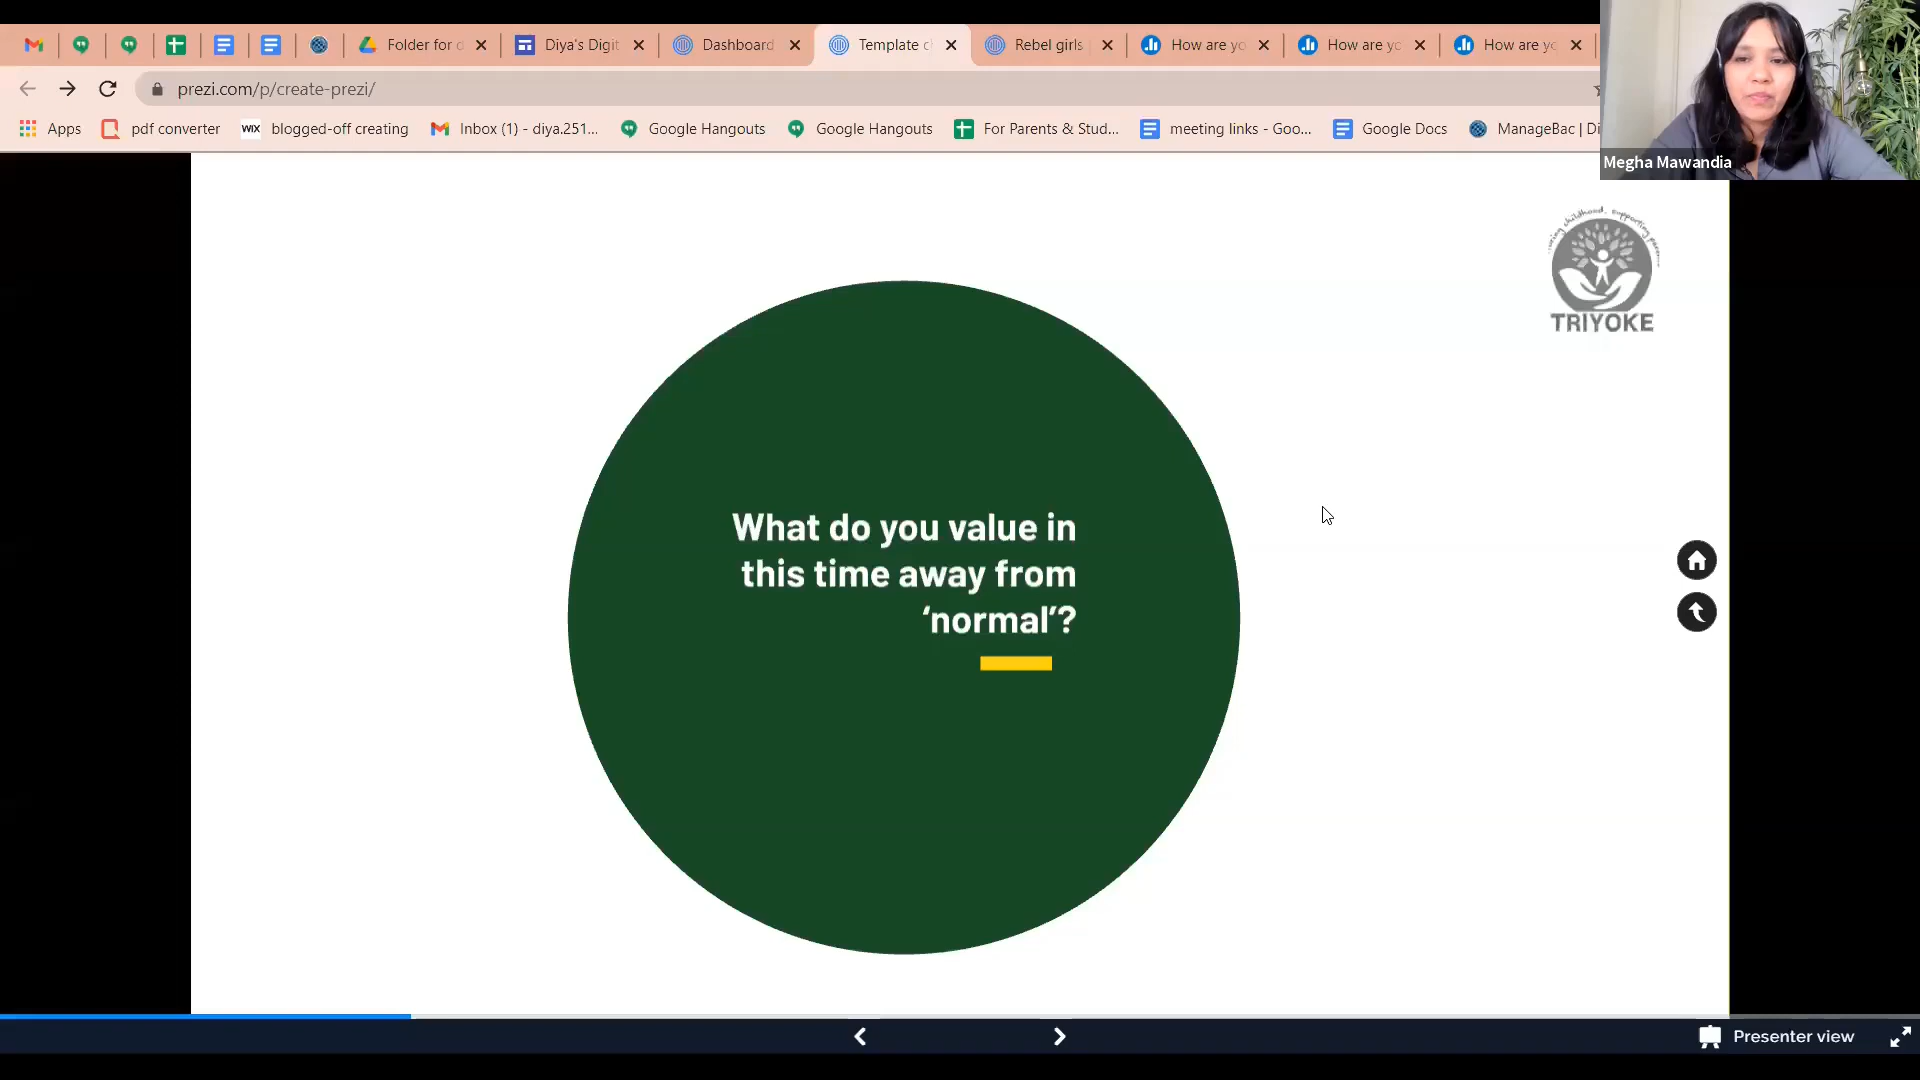 Folder for d
Diya's Digit
Dashboard
Template c
Rebel girls
How are yo
How are yo
How are yo
prezi.com/p/create-prezi/
Apps
pdf converter
WIX
blogged-off creating
Inbox (1) - diya.251...
Google Hangouts
Google Hangouts
For Parents & Stud...
meeting links - Goo...
Google Docs
ManageBac | Di
Megha Mawandia
childhood. supporting
TRIYOKE
What do you value in
this time away from
‘normal’?
Presenter view